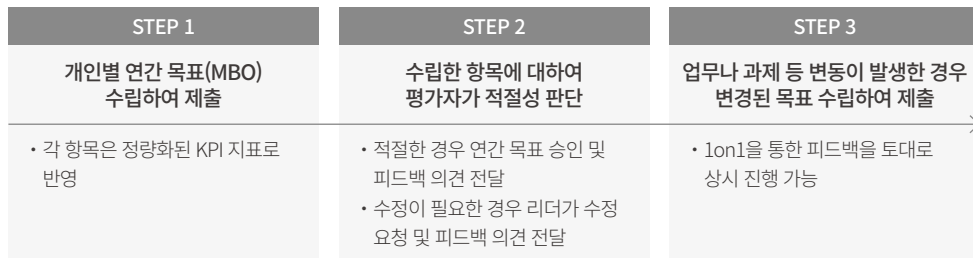 STEP 1
개인별 연간 목표(MBO)
수립하여 제출
• 각 항목은 정량화된 KPI 지표로
반영
STEP 2
수립한 항목에 대하여
평가자가 적절성 판단
• 적절한 경우 연간 목표 승인 및
피드백 의견 전달
• 수정이 필요한 경우 리더가 수정
요청 및 피드백 의견 전달
STEP 3
업무나 과제 등 변동이 발생한 경우
변경된 목표 수립하여 제출
• 1on1을 통한 피드백을 토대로
상시 진행 가능